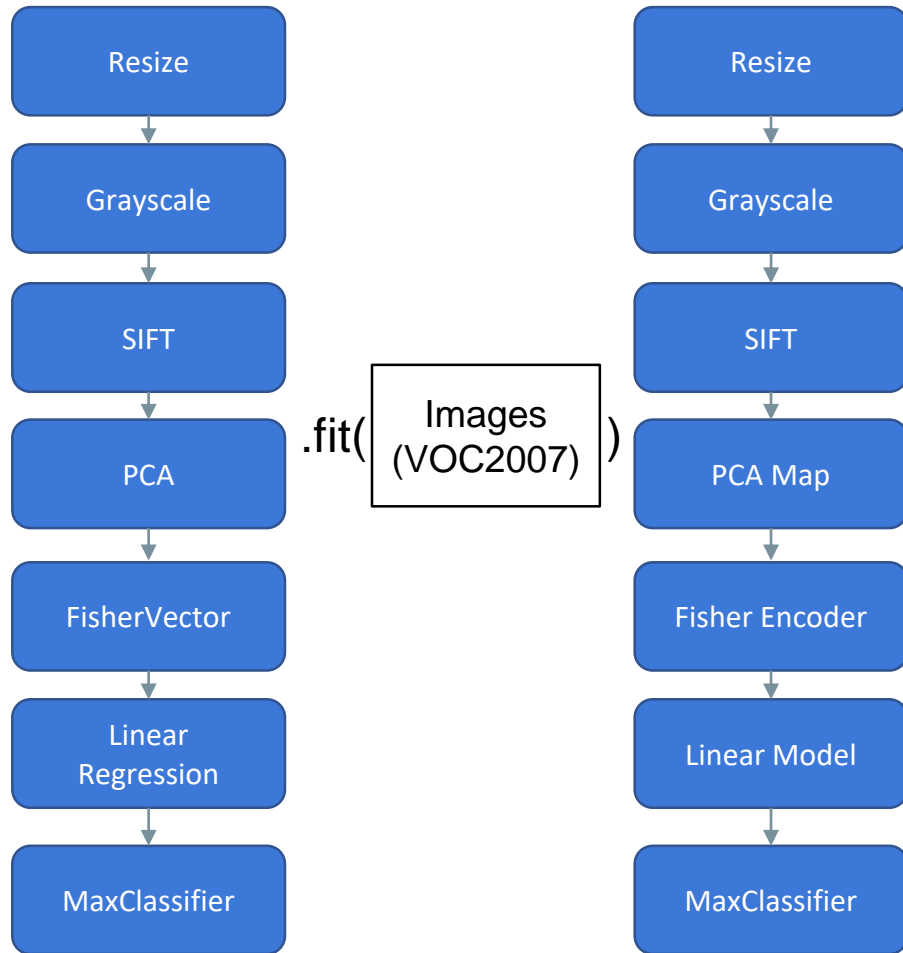 Resize
Grayscale
SIFT
PCA
FisherVector
Linear
Regression
MaxClassifier
.fit(
Images
(VOC2007)
)
Resize
Grayscale
SIFT
PCA Map
Fisher Encoder
Linear Model
MaxClassifier